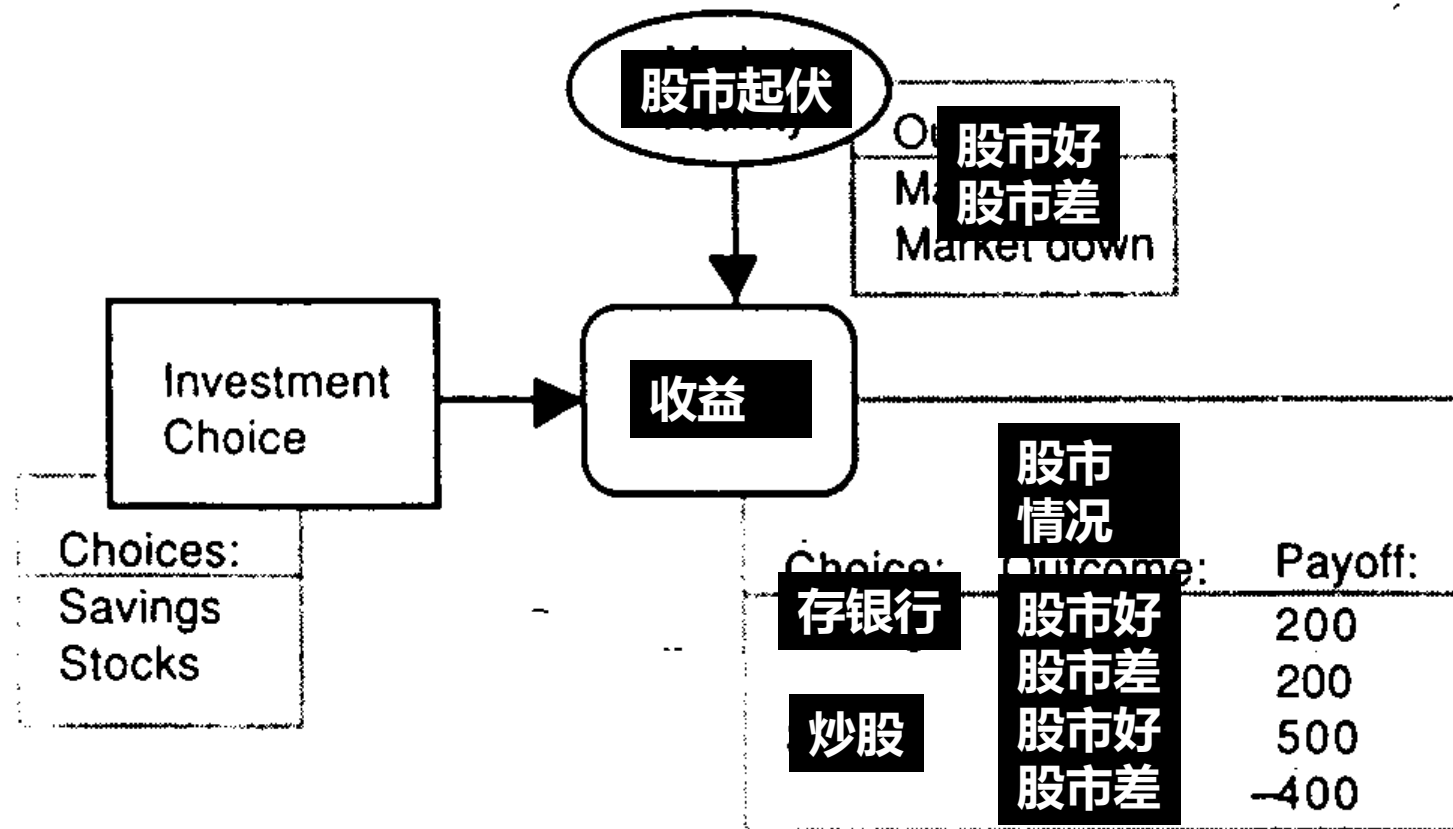 股市起伏
股市好
股市差
Market down
Investment
Choice
收益
Choices:
Savings
Stocks
股市
情况
Choice: Outcome: Payoff:
存银行 股市好 200
股市差 200
炒股 股市好 500
股市差 –400